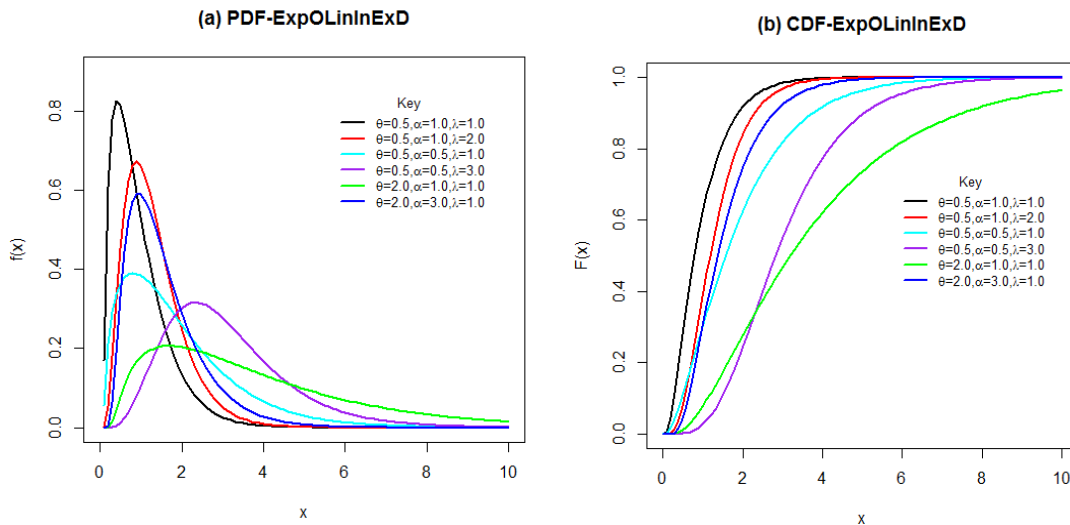 (a) PDF-ExpOLinInExD
f(x)
0.0 0.2 0.4 0.6 0.8
Key
θ=0.5,α=1.0,λ=1.0
θ=0.5,α=1.0,λ=2.0
θ=0.5,α=0.5,λ=1.0
θ=0.5,α=0.5,λ=3.0
θ=2.0,α=1.0,λ=1.0
θ=2.0,α=3.0,λ=1.0
0 2 4 6 8 10
x
(b) CDF-ExpOLinInExD
F(x)
0.0 0.2 0.4 0.6 0.8 1.0
Key
θ=0.5,α=1.0,λ=1.0
θ=0.5,α=1.0,λ=2.0
θ=0.5,α=0.5,λ=1.0
θ=0.5,α=0.5,λ=3.0
θ=2.0,α=1.0,λ=1.0
θ=2.0,α=3.0,λ=1.0
0 2 4 6 8 10
x